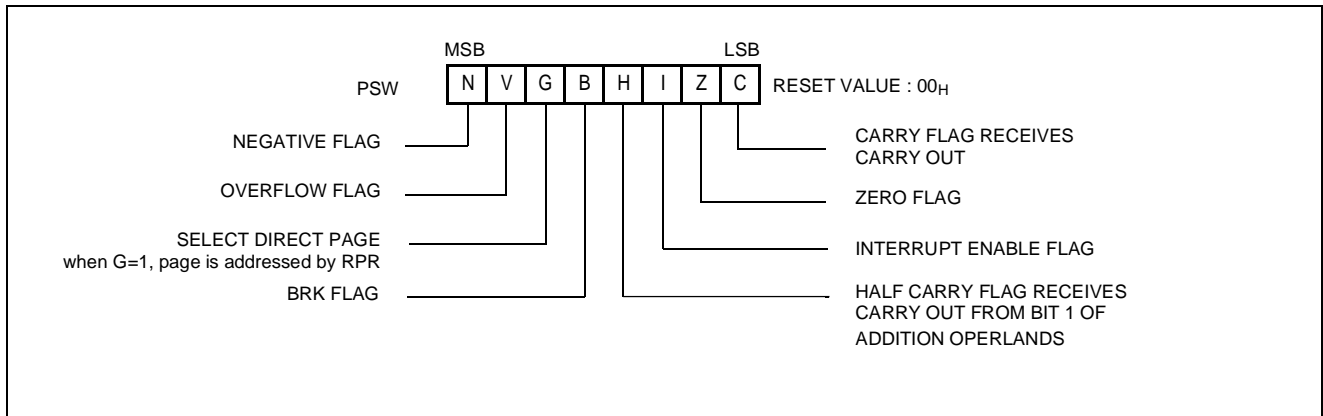 MSB LSB
PSW N V G B H I Z C RESET VALUE : 00H
NEGATIVE FLAG
OVERFLOW FLAG
SELECT DIRECT PAGE
when G=1, page is addressed by RPR
BRK FLAG
CARRY FLAG RECEIVES
CARRY OUT
ZERO FLAG
INTERRUPT ENABLE FLAG
HALF CARRY FLAG RECEIVES
CARRY OUT FROM BIT 1 OF
ADDITION OPERLANDS